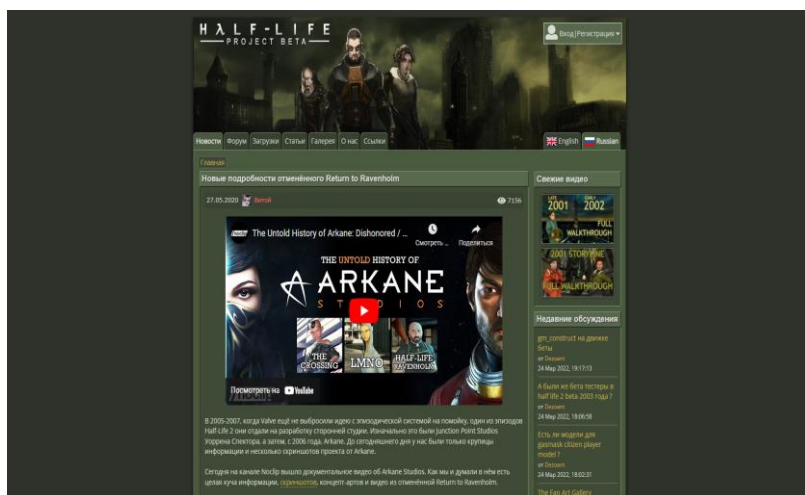 HλLF-LIFE
PROJECT BETA
Вход|Регистрация
Новости Форум Загрузки Статьи Галерея О нас Ссылки
English Russian
Главная
Новые подробности отменённого Return to Ravenholm
27.05.2020 Витой 7156
noclip The Untold History of Arkane: Dishonored / ...
Смотреть ... Поделиться
THE UNTOLD HISTORY OF
ARKANE
STUDIOS
THE CROSSING
LMNO
HALF-LIFE RAVENHOLM
Посмотреть на YouTube
noclip
В 2005-2007, когда Valve ещё не выбросили идею с эпизодической системой на помойку, один из эпизодов
Half-Life 2 они отдали на разработку сторонней студии. Изначально это были Junction Point Studios
Уоррена Спектора, а затем, с 2006 года, Arkane. До сегодняшнего дня у нас были только крупицы
информации и несколько скриншотов проекта от Arkane.
Сегодня на канале Noclip вышло документальное видео об Arkane Studios. Как мы и думали в нём есть
целая куча информации, скриншотов, концепт-артов и видео из отменённой Return to Ravenholm.
Свежие видео
LATE 2001 EARLY 2002
FULL
WALKTHROUGH
2001 STORYLINE
FULL WALKTHROUGH
Недавние обсуждения
gm_construct на движке
беты
24 Мар 2022, 19:17:13
А были же бета тестеры в
half life 2 beta 2003 года ?
24 Мар 2022, 18:06:58
Есть ли модели для
gasmask citizen player
model ?
24 Мар 2022, 18:02:31
The Fan Art Gallery